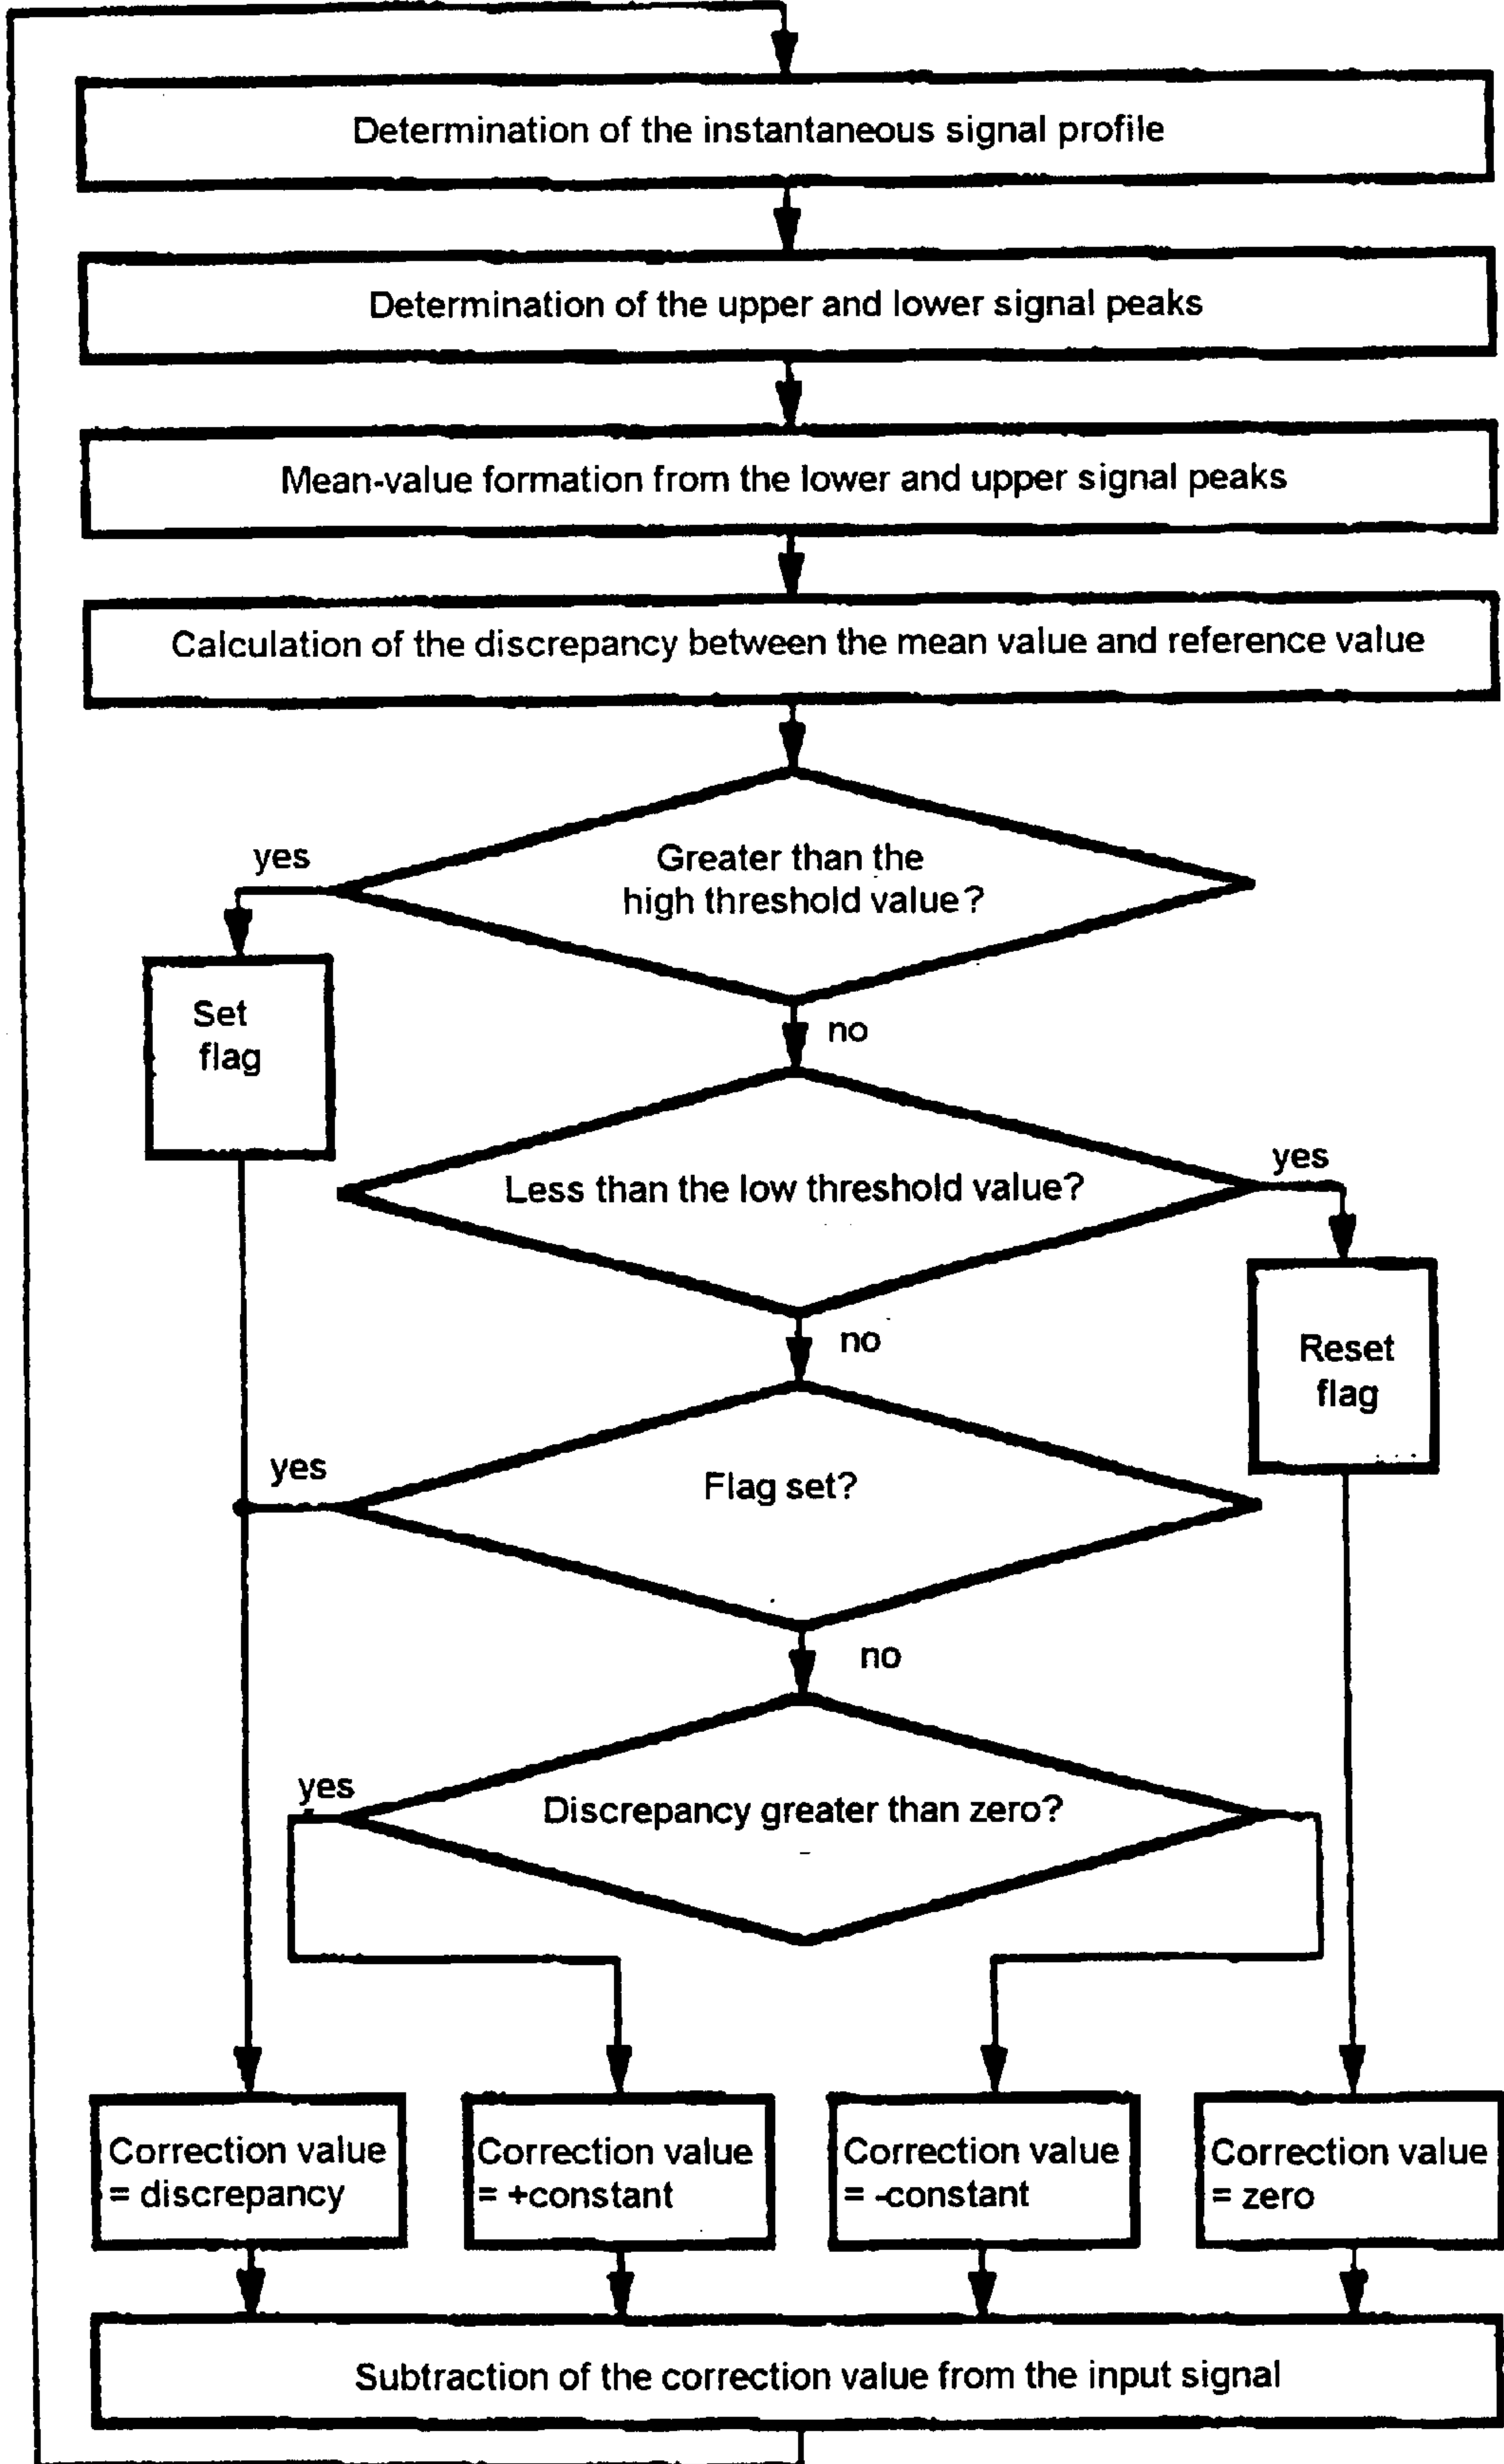 Determination of the instantaneous signal profile
Determination of the upper and lower signal peaks
Mean-value formation from the lower and upper signal peaks
Calculation of the discrepancy between the mean value and reference value
yes
Greater than the
high threshold value?
Set
flag
no
yes
Less than the low threshold value?
no
Reset
flag
yes
Flag set?
no
yes
Discrepancy greater than zero?
Correction value
= discrepancy
Correction value
= +constant
Correction value
= -constant
Correction value
= zero
Subtraction of the correction value from the input signal